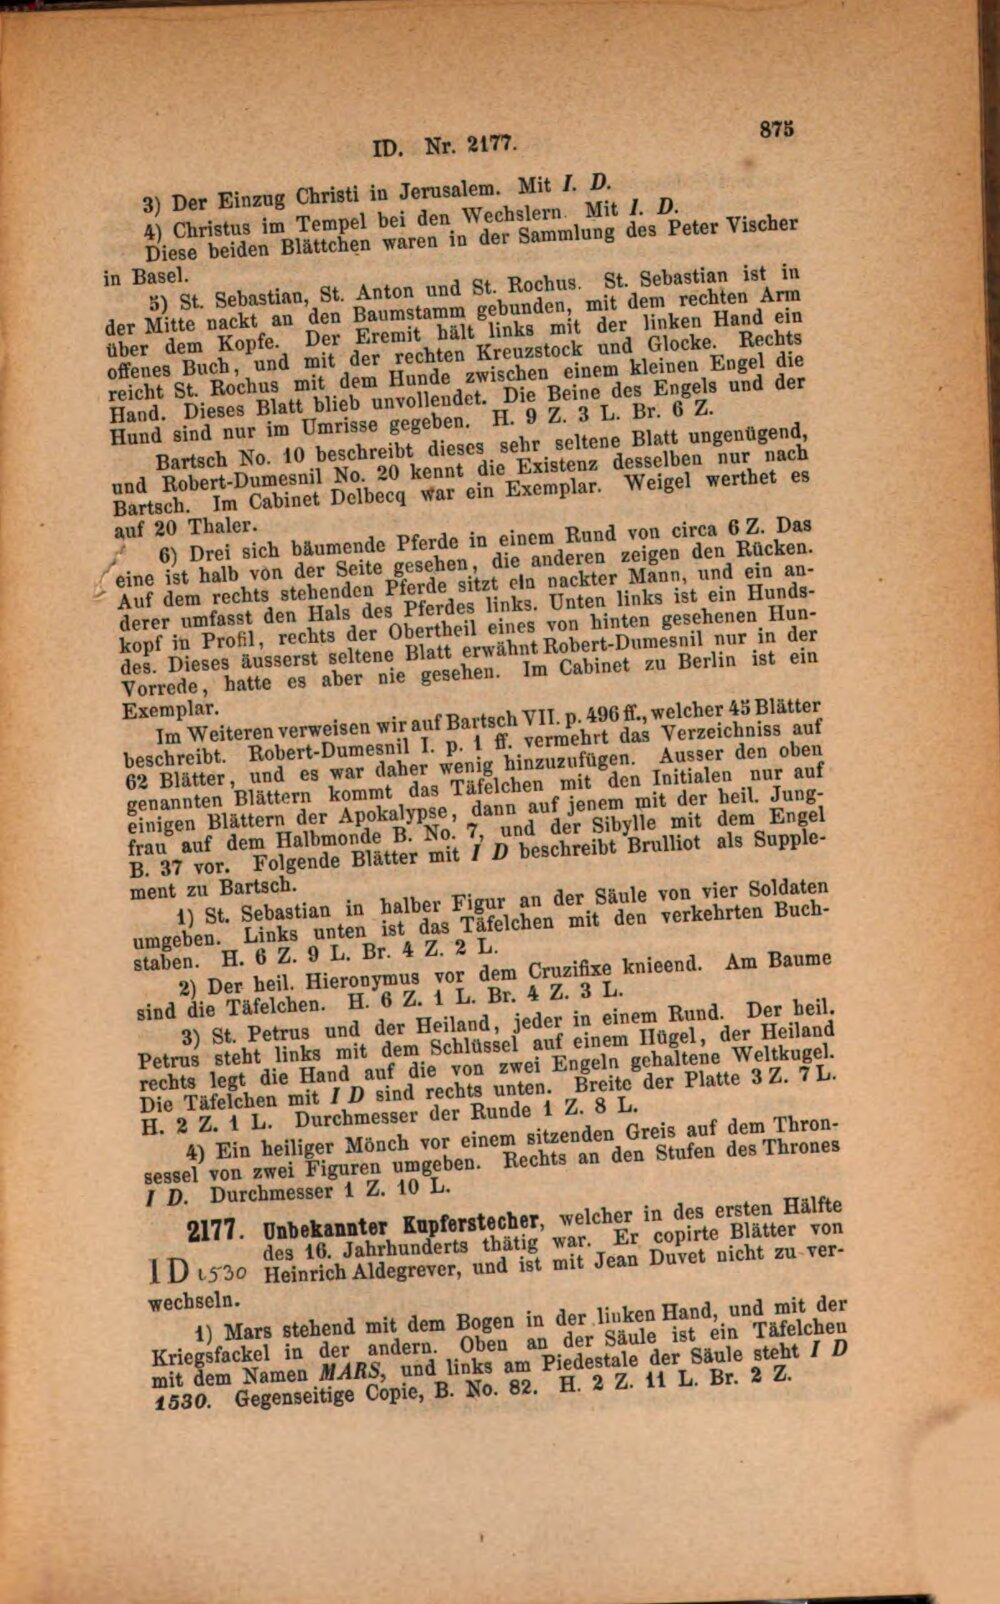 ID. Nr. 2177.
875
3) Der Einzug Christi in Jerusalem. Mit I. D.
4) Christus im Tempel bei den Wechslern. Mit I. D.
Diese beiden Blättchen waren in der Sammlung des Peter Vischer
in Basel.
5) St. Sebastian, St. Anton und St. Rochus. St. Sebastian ist in
der Mitte nackt an den Baumstamm gebunden, mit dem rechten Arm
über dem Kopfe. Der Eremit hält links mit der linken Hand ein
offenes Buch, und mit der rechten Kreuzstock und Glocke. Rechts
reicht St. Rochus mit dem Hunde zwischen einem kleinen Engel die
Hand. Dieses Blatt blieb unvollendet. Die Beine des Engels und der
Hund sind nur im Umrisse gegeben. H. 9 Z. 3 L. Br. 6 Z.
Bartsch No. 10 beschreibt dieses sehr seltene Blatt ungenügend,
und Robert-Dumesnil No. 20 kennt die Existenz desselben nur nach
Bartsch. Im Cabinet Delbecq war ein Exemplar. Weigel werthet es
auf 20 Thaler.
6) Drei sich bäumende Pferde in einem Rund von circa 6 Z. Das
eine ist halb von der Seite gesehen, die anderen zeigen den Rücken.
Auf dem rechts stehenden Pferde sitzt ein nackter Mann, und ein an-
derer umfasst den Hals des Pferdes links. Unten links ist ein Hunds-
kopf in Profil, rechts der Obertheil eines von hinten gesehenen Hun-
des. Dieses äusserst seltene Blatt erwähnt Robert-Dumesnil nur in der
Vorrede, hatte es aber nie gesehen. Im Cabinet zu Berlin ist ein
Exemplar.
Im Weiteren verweisen wir auf Bartsch VII. p. 496 ff., welcher 45 Blätter
beschreibt. Robert-Dumesnil I. p. 1 ff. vermehrt das Verzeichniss auf
62 Blätter, und es war daher wenig hinzuzufügen. Ausser den oben
genannten Blättern kommt das Täfelchen mit den Initialen nur auf
einigen Blättern der Apokalypse, dann auf jenem mit der heil. Jung-
frau auf dem Halbmonde B. No. 7, und der Sibylle mit dem Engel
B. 37 vor. Folgende Blätter mit I D beschreibt Brulliot als Supple-
ment zu Bartsch.
1) St. Sebastian in halber Figur an der Säule von vier Soldaten
umgeben. Links unten ist das Täfelchen mit den verkehrten Buch-
staben. H. 6 Z. 9 L. Br. 4 Z. 2 L.
2) Der heil. Hieronymus vor dem Cruzifixe knieend. Am Baume
sind die Täfelchen. H. 6 Z. 1 L. Br. 4 Z. 3 L.
3) St. Petrus und der Heiland, jeder in einem Rund. Der heil.
Petrus steht links mit dem Schlüssel auf einem Hügel, der Heiland
rechts legt die Hand auf die von zwei Engeln gehaltene Weltkugel.
Die Täfelchen mit I D sind rechts unten. Breite der Platte 3 Z. 7 L.
H. 2 Z. 1 L. Durchmesser der Runde 1 Z. 8 L.
4) Ein heiliger Mönch vor einem sitzenden Greis auf dem Thron-
sessel von zwei Figuren umgeben. Rechts an den Stufen des Thrones
I D. Durchmesser 1 Z. 10 L.
2177. Unbekannter Kupferstecher, welcher in des ersten Hälfte
des 16. Jahrhunderts thätig war. Er copirte Blätter von
I D 1530 Heinrich Aldegrever, und ist mit Jean Duvet nicht zu ver-
wechseln.
1) Mars stehend mit dem Bogen in der linken Hand, und mit der
Kriegsfackel in der andern. Oben an der Säule ist ein Täfelchen
mit dem Namen MARS, und links am Piedestale der Säule steht I D
1530. Gegenseitige Copie, B. No. 82. H. 2 Z. 11 L. Br. 2 Z.